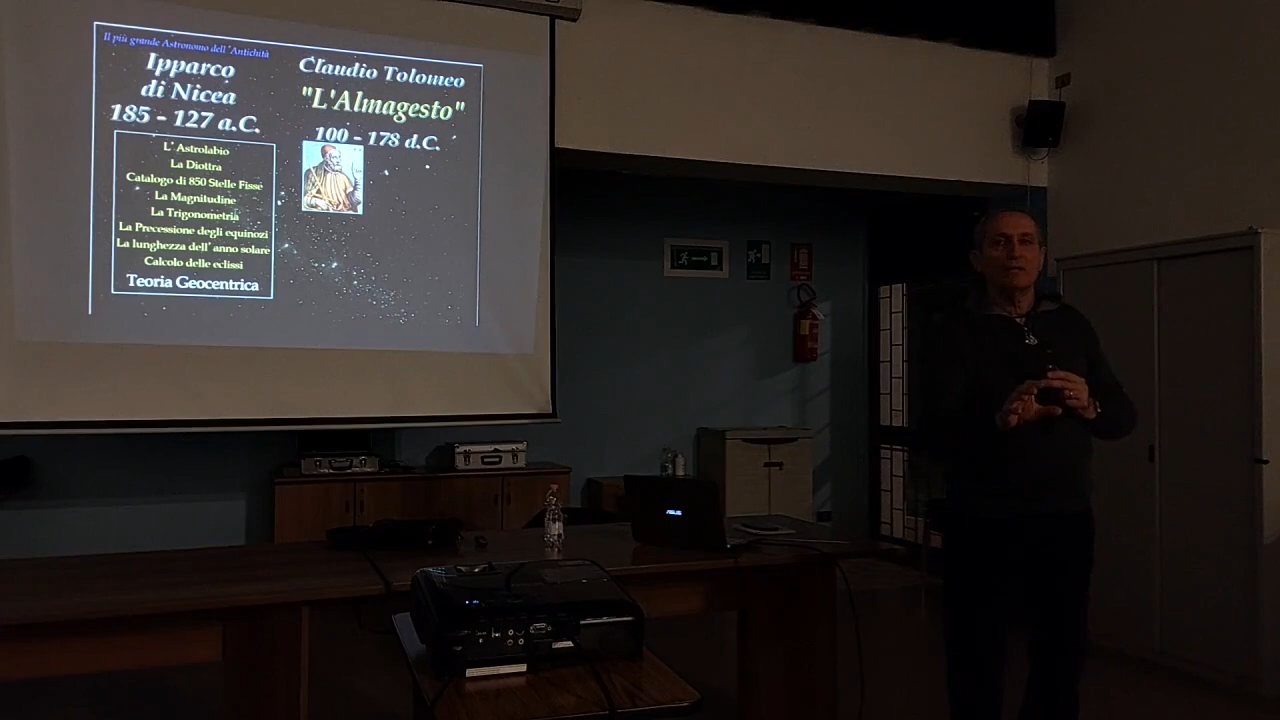 Il più grande Astronomo dell'Antichità
Ipparco
di Nicea
185 - 127 a.C.
L'Astrolabio
La Diottra
Catalogo di 850 Stelle Fisse
La Magnitudine
La Trigonometria
La Precessione degli equinozi
La lunghezza dell'anno solare
Calcolo delle eclissi
Teoria Geocentrica
Claudio Tolomeo
"L'Almagesto"
100 - 178 d.C.
ASUS